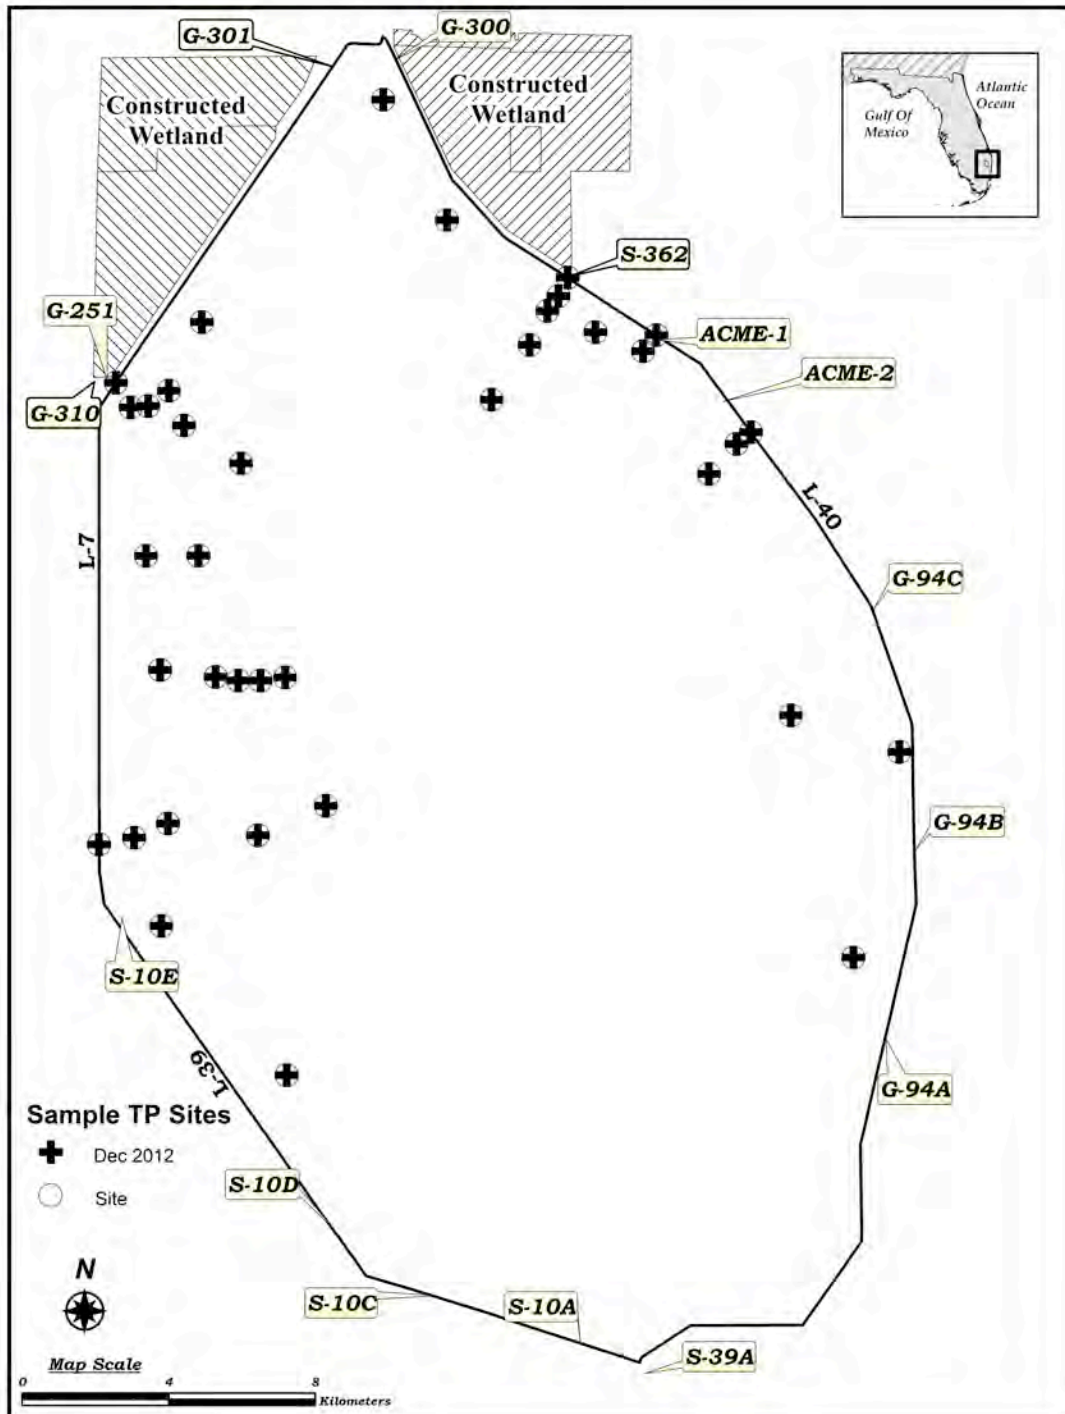 G-301
G-300
Constructed
Wetland
Constructed
Wetland
Atlantic
Ocean
Gulf Of
Mexico
S-362
G-251
ACME-1
ACME-2
G-310
L-40
L-7
G-94C
G-94B
S-10E
L-39
G-94A
Sample TP Sites
Dec 2012
Site
S-10D
N
S-10C
S-10A
S-39A
Map Scale
0 4 8
Kilometers